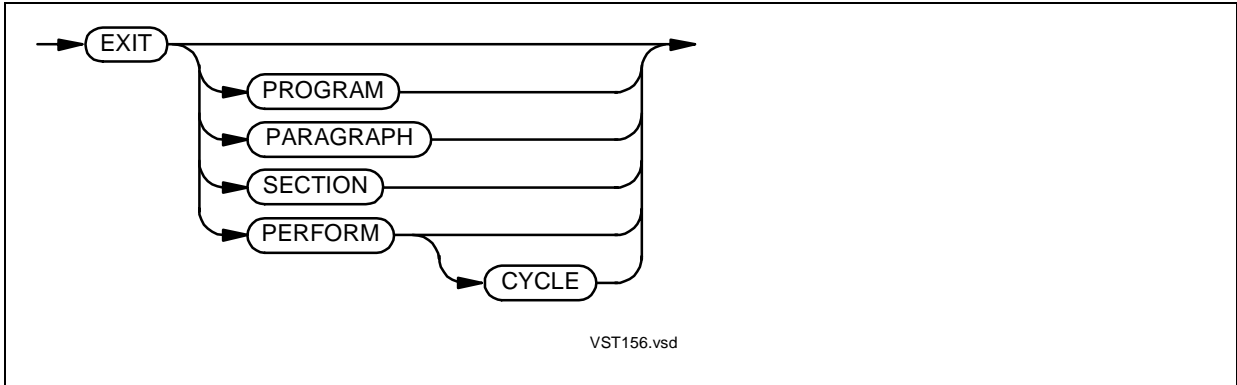 EXIT
PROGRAM
PARAGRAPH
SECTION
PERFORM
CYCLE
VST156.vsd